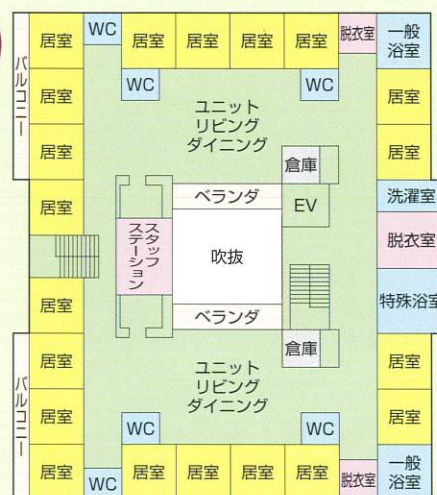 居室
WC
居室
居室
居室
居室
脱衣室
一般
浴室
バルコニー
居室
WC
WC
居室
ユニット
リビング
ダイニング
居室
居室
倉庫
居室
ベランダ
EV
洗濯室
スタッフ
ステーション
吹抜
脱衣室
居室
ベランダ
特殊浴室
バルコニー
居室
倉庫
居室
ユニット
リビング
ダイニング
居室
居室
WC
WC
居室
WC
居室
居室
居室
居室
脱衣室
一般
浴室